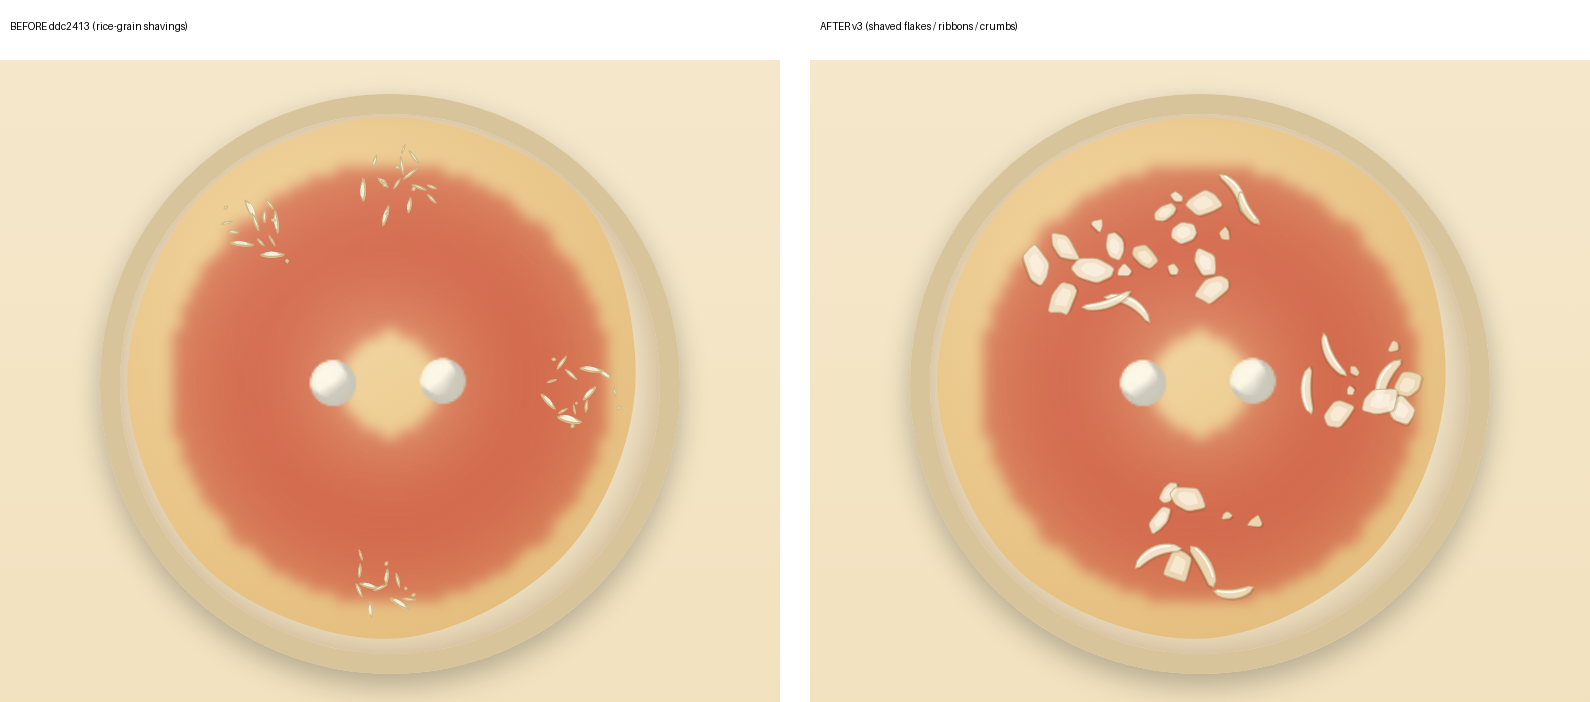 BEFORE ddc2413 (rice-grain shavings)
AFTER v3 (shaved flakes / ribbons / crumbs)